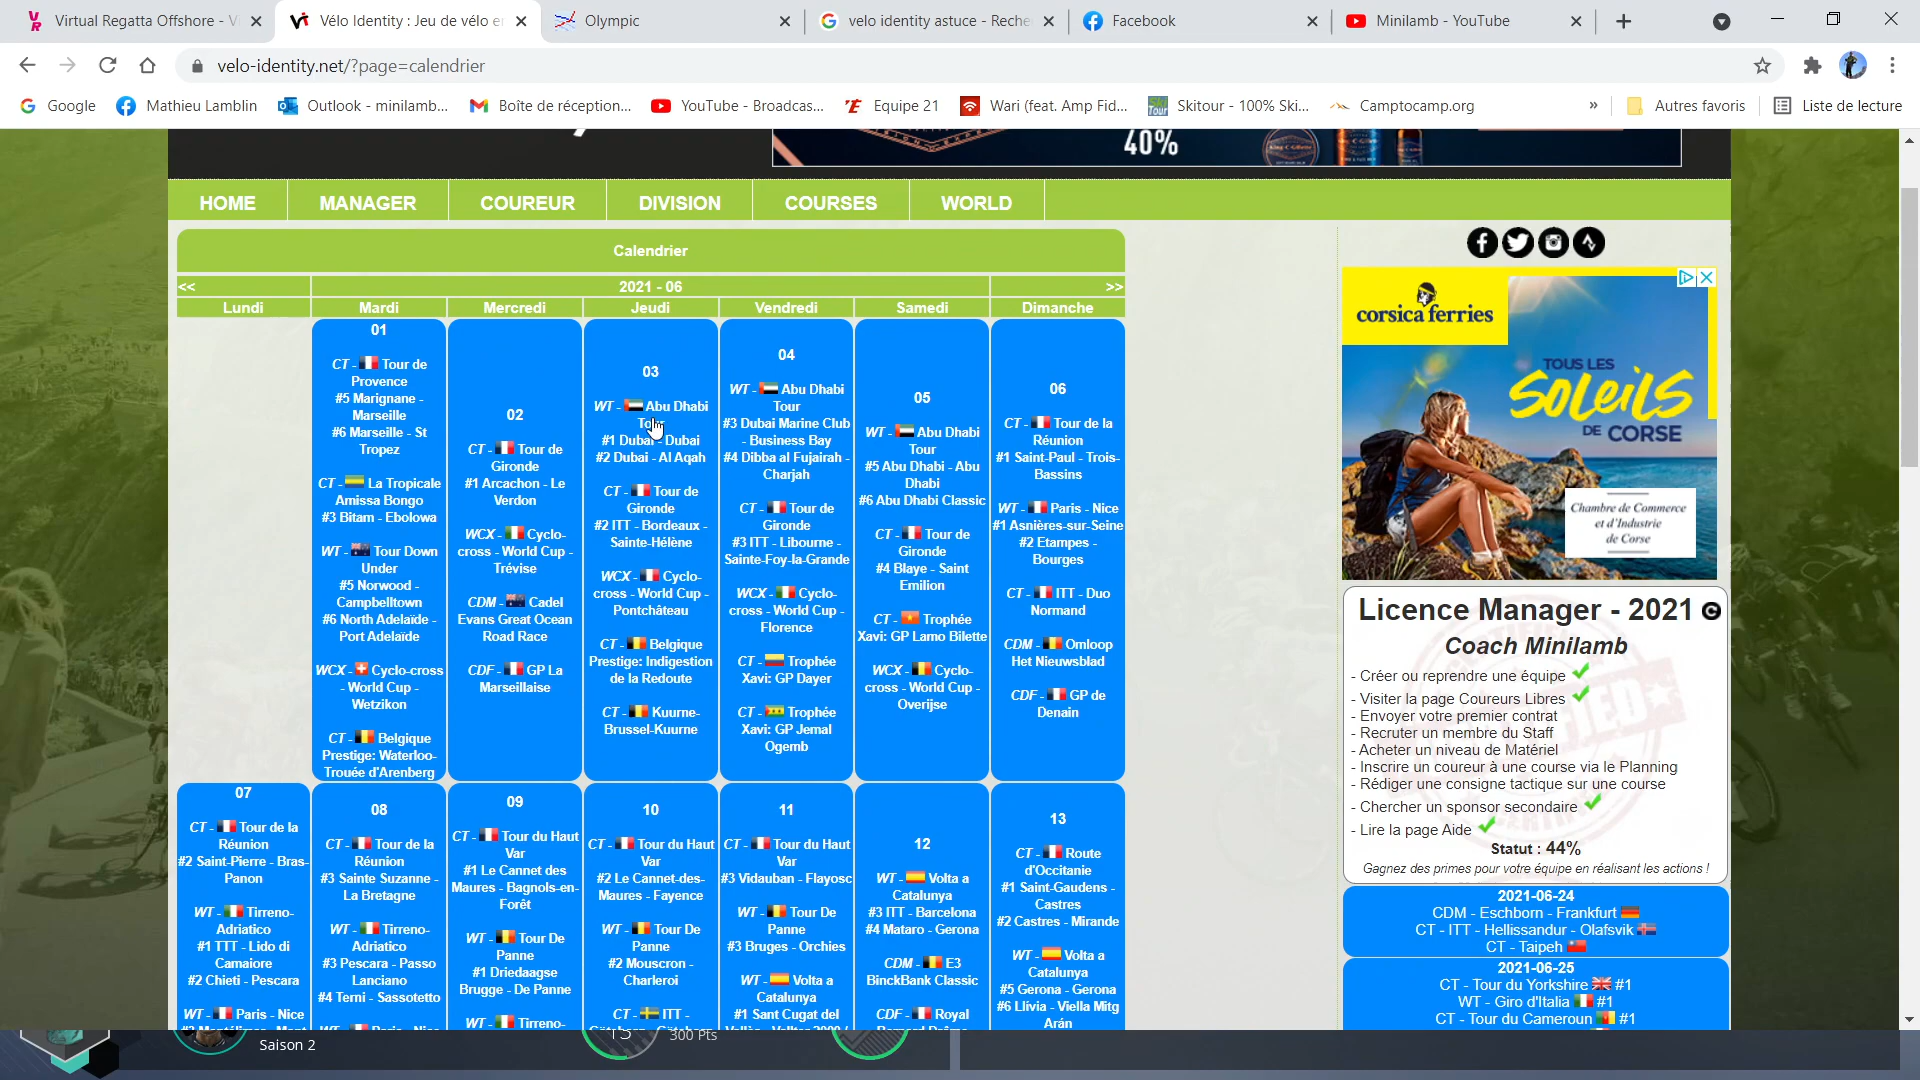 Virtual Regatta Offshore - Vi
Vélo Identity : Jeu de vélo e
Olympic
velo identity astuce - Reche
Facebook
Minilamb - YouTube
velo-identity.net/?page=calendrier
Google
Mathieu Lamblin
Outlook - minilamb...
Boîte de réception...
YouTube - Broadcas...
Equipe 21
Wari (feat. Amp Fid...
Skitour - 100% Ski...
Camptocamp.org
»
Autres favoris
Liste de lecture
40%
HOME
MANAGER
COUREUR
DIVISION
COURSES
WORLD
Calendrier
<<
2021 - 06
>>
Lundi
Mardi
Mercredi
Jeudi
Vendredi
Samedi
Dimanche
01
CT - Tour de
Provence
#5 Marignane -
Marseille
#6 Marseille - St
Tropez
CT - La Tropicale
Amissa Bongo
#3 Bitam - Ebolowa
WT - Tour Down
Under
#5 Norwood -
Campbelltown
#6 North Adelaïde -
Port Adelaïde
WCX - Cyclo-cross
- World Cup -
Wetzikon
CT - Belgique
Prestige: Waterloo-
Trouée d'Arenberg
02
CT - Tour de
Gironde
#1 Arcachon - Le
Verdon
WCX - Cyclo-
cross - World Cup -
Trévise
CDM - Cadel
Evans Great Ocean
Road Race
CDF - GP La
Marseillaise
03
WT - Abu Dhabi
Tour
#1 Dubai - Dubai
#2 Dubai - Al Aqah
CT - Tour de
Gironde
#2 ITT - Bordeaux -
Sainte-Hélène
WCX - Cyclo-
cross - World Cup -
Pontchâteau
CT - Belgique
Prestige: Indigestion
de la Redoute
CT - Kuurne-
Brussel-Kuurne
04
WT - Abu Dhabi
Tour
#3 Dubai Marine Club
- Business Bay
#4 Dibba al Fujairah -
Charjah
CT - Tour de
Gironde
#3 ITT - Libourne -
Sainte-Foy-la-Grande
WCX - Cyclo-
cross - World Cup -
Florence
CT - Trophée
Xavi: GP Dayer
CT - Trophée
Xavi: GP Jemal
Ogemb
05
WT - Abu Dhabi
Tour
#5 Abu Dhabi - Abu
Dhabi
#6 Abu Dhabi Classic
CT - Tour de
Gironde
#4 Blaye - Saint
Emilion
CT - Trophée
Xavi: GP Lamo Bilette
WCX - Cyclo-
cross - World Cup -
Overijse
06
CT - Tour de la
Réunion
#1 Saint-Paul - Trois-
Bassins
WT - Paris - Nice
#1 Asnières-sur-Seine
#2 Etampes -
Bourges
CT - ITT - Duo
Normand
CDM - Omloop
Het Nieuwsblad
CDF - GP de
Denain
07
CT - Tour de la
Réunion
#2 Saint-Pierre - Bras-
Panon
WT - Tirreno-
Adriatico
#1 TTT - Lido di
Camaiore
#2 Chieti - Pescara
WT - Paris - Nice
08
CT - Tour de la
Réunion
#3 Sainte Suzanne -
La Bretagne
WT - Tirreno-
Adriatico
#3 Pescara - Passo
Lanciano
#4 Terni - Sassotetto
09
CT - Tour du Haut
Var
#1 Le Cannet des
Maures - Bagnols-en-
Forêt
WT - Tour De
Panne
#1 Driedaagse
Brugge - De Panne
WT - Tirreno-
10
CT - Tour du Haut
Var
#2 Le Cannet-des-
Maures - Fayence
WT - Tour De
Panne
#2 Mouscron -
Charleroi
CT - ITT -
11
CT - Tour du Haut
Var
#3 Vidauban - Flayosc
WT - Tour De
Panne
#3 Bruges - Orchies
WT - Volta a
Catalunya
#1 Sant Cugat del
12
WT - Volta a
Catalunya
#3 ITT - Barcelona
#4 Mataro - Gerona
CDM - E3
BinckBank Classic
CDF - Royal
13
CT - Route
d'Occitanie
#1 Saint-Gaudens -
Castres
#2 Castres - Mirande
WT - Volta a
Catalunya
#5 Gerona - Gerona
#6 Llivia - Viella Mitg
Arán
corsica ferries
TOUS LES
SOLEiLS
DE CORSE
Chambre de Commerce
et d'Industrie
de Corse
Licence Manager - 2021
Coach Minilamb
- Créer ou reprendre une équipe
- Visiter la page Coureurs Libres
- Envoyer votre premier contrat
- Recruter un membre du Staff
- Acheter un niveau de Matériel
- Inscrire un coureur à une course via le Planning
- Rédiger une consigne tactique sur une course
- Chercher un sponsor secondaire
- Lire la page Aide
Statut : 44%
Gagnez des primes pour votre équipe en réalisant les actions !
2021-06-24
CDM - Eschborn - Frankfurt
CT - ITT - Hellissandur - Olafsvik
CT - Taipeh
2021-06-25
CT - Tour du Yorkshire #1
WT - Giro d'Italia #1
CT - Tour du Cameroun #1
Saison 2
300 Pts